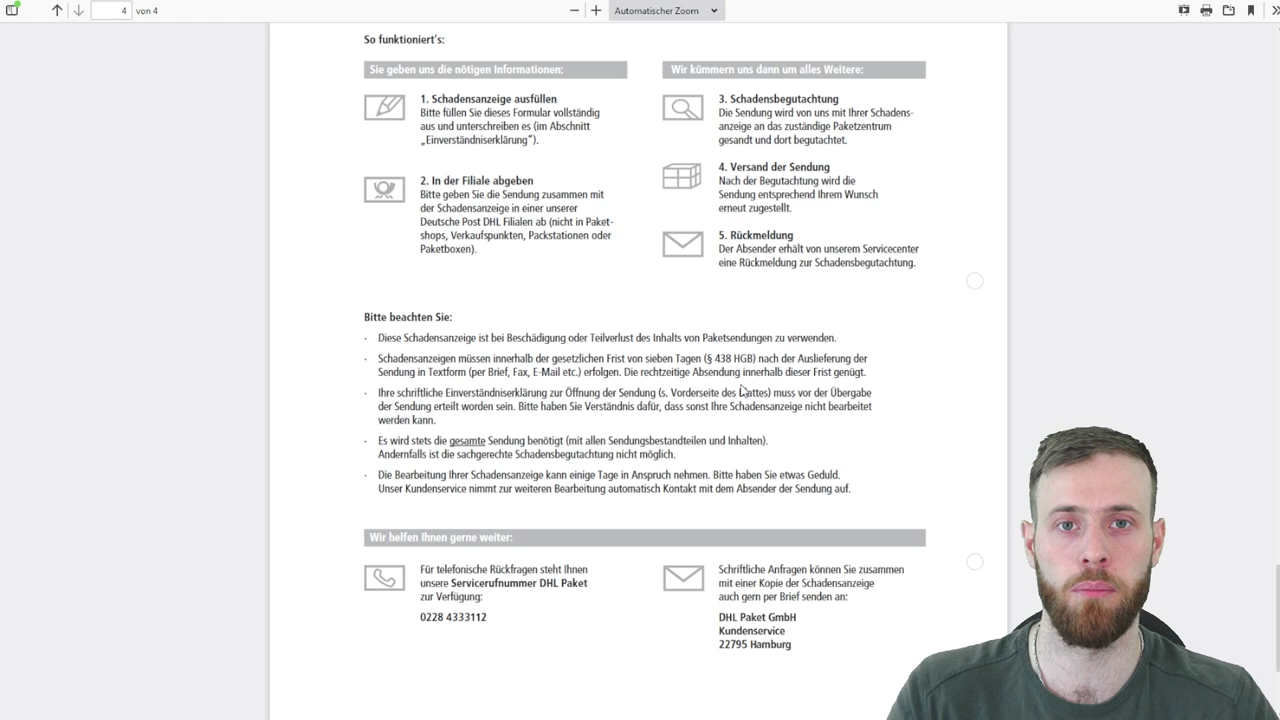 4 von 4
Automatischer Zoom
So funktioniert's:
Sie geben uns die nötigen Informationen:
1. Schadensanzeige ausfüllen
Bitte füllen Sie dieses Formular vollständig
aus und unterschreiben es (im Abschnitt
„Einverständniserklärung“).
2. In der Filiale abgeben
Bitte geben Sie die Sendung zusammen mit
der Schadensanzeige in einer unserer
Deutsche Post DHL Filialen ab (nicht in Paket-
shops, Verkaufspunkten, Packstationen oder
Paketboxen).
Wir kümmern uns dann um alles Weitere:
3. Schadensbegutachtung
Die Sendung wird von uns mit Ihrer Schadens-
anzeige an das zuständige Paketzentrum
gesandt und dort begutachtet.
4. Versand der Sendung
Nach der Begutachtung wird die
Sendung entsprechend Ihrem Wunsch
erneut zugestellt.
5. Rückmeldung
Der Absender erhält von unserem Servicecenter
eine Rückmeldung zur Schadensbegutachtung.
Bitte beachten Sie:
· Diese Schadensanzeige ist bei Beschädigung oder Teilverlust des Inhalts von Paketsendungen zu verwenden.
· Schadensanzeigen müssen innerhalb der gesetzlichen Frist von sieben Tagen (§ 438 HGB) nach der Auslieferung der
Sendung in Textform (per Brief, Fax, E-Mail etc.) erfolgen. Die rechtzeitige Absendung innerhalb dieser Frist genügt.
· Ihre schriftliche Einverständniserklärung zur Öffnung der Sendung (s. Vorderseite des Blattes) muss vor der Übergabe
der Sendung erteilt worden sein. Bitte haben Sie Verständnis dafür, dass sonst Ihre Schadensanzeige nicht bearbeitet
werden kann.
· Es wird stets die gesamte Sendung benötigt (mit allen Sendungsbestandteilen und Inhalten).
Andernfalls ist die sachgerechte Schadensbegutachtung nicht möglich.
· Die Bearbeitung Ihrer Schadensanzeige kann einige Tage in Anspruch nehmen. Bitte haben Sie etwas Geduld.
Unser Kundenservice nimmt zur weiteren Bearbeitung automatisch Kontakt mit dem Absender der Sendung auf.
Wir helfen Ihnen gerne weiter:
Für telefonische Rückfragen steht Ihnen
unsere Servicerufnummer DHL Paket
zur Verfügung:
0228 4333112
Schriftliche Anfragen können Sie zusammen
mit einer Kopie der Schadensanzeige
auch gern per Brief senden an:
DHL Paket GmbH
Kundenservice
22795 Hamburg